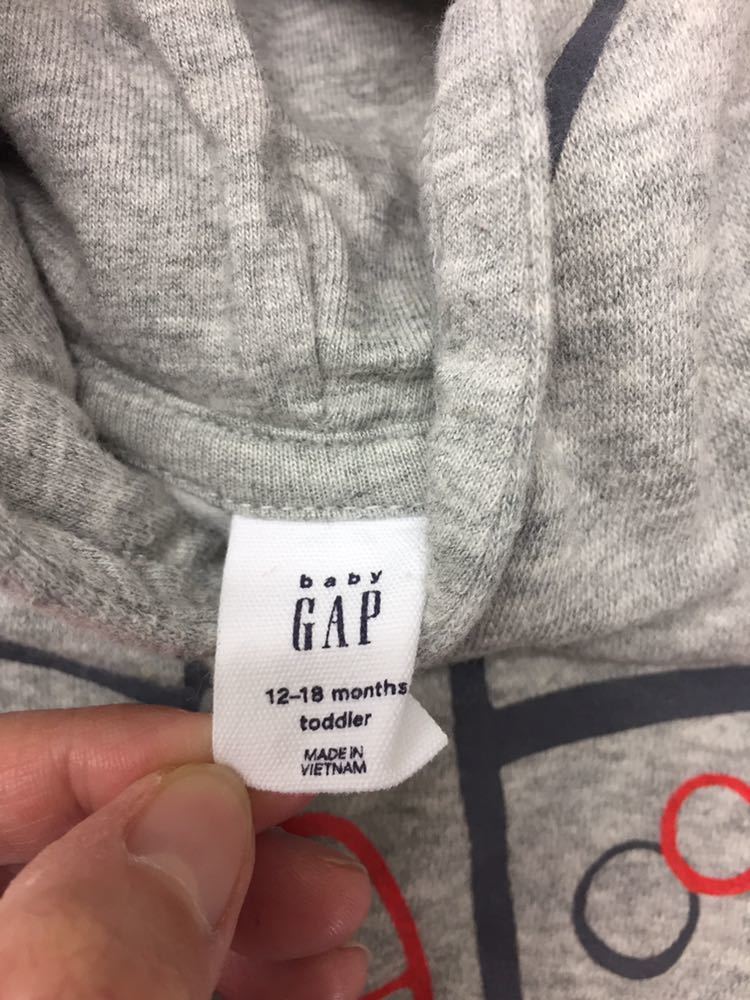 baby
GAP
12-18 months
toddler
MADE IN
VIETNAM